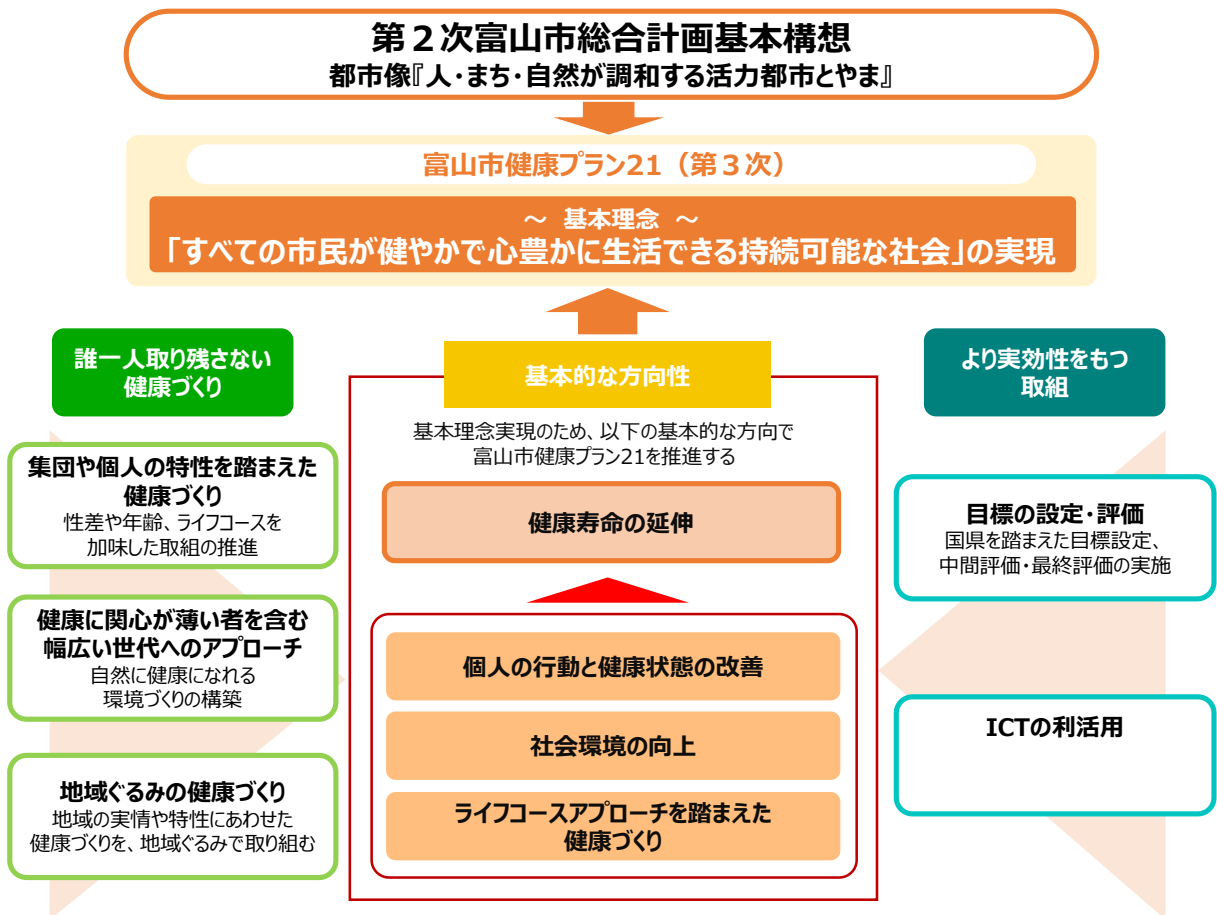 第２次富山市総合計画基本構想
都市像『人・まち・自然が調和する活力都市とやま』
富山市健康プラン21（第３次）
～ 基本理念 ～
「すべての市民が健やかで心豊かに生活できる持続可能な社会」の実現
誰一人取り残さない
健康づくり
集団や個人の特性を踏まえた
健康づくり
性差や年齢、ライフコースを
加味した取組の推進
健康に関心が薄い者を含む
幅広い世代へのアプローチ
自然に健康になれる
環境づくりの構築
地域ぐるみの健康づくり
地域の実情や特性にあわせた
健康づくりを、地域ぐるみで取り組む
基本的な方向性
基本理念実現のため、以下の基本的な方向で
富山市健康プラン21を推進する
健康寿命の延伸
個人の行動と健康状態の改善
社会環境の向上
ライフコースアプローチを踏まえた
健康づくり
より実効性をもつ
取組
目標の設定・評価
国県を踏まえた目標設定、
中間評価・最終評価の実施
ICTの利活用